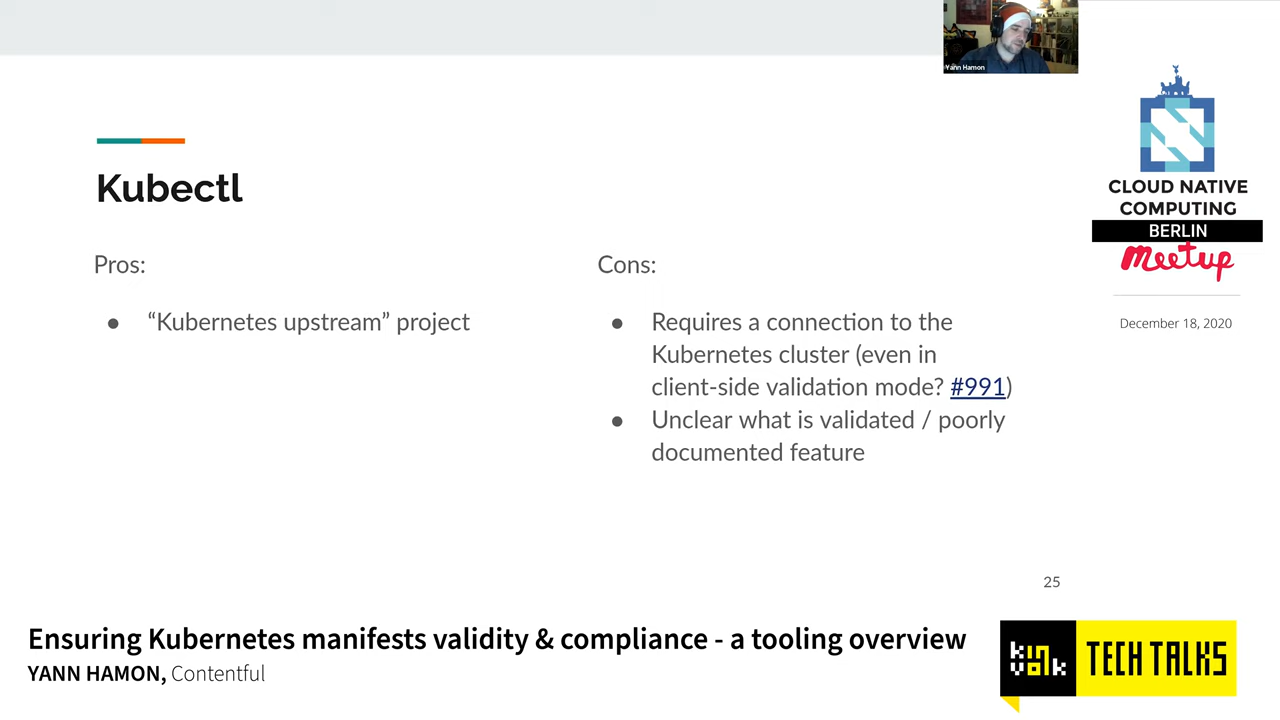 Yann Hamon
CLOUD NATIVE
COMPUTING
BERLIN
meetup
December 18, 2020
Kubectl
Pros:
● “Kubernetes upstream” project
Cons:
● Requires a connection to the
Kubernetes cluster (even in
client-side validation mode? #991)
● Unclear what is validated / poorly
documented feature
25
Ensuring Kubernetes manifests validity & compliance - a tooling overview
YANN HAMON, Contentful
kinvolk
TECH TALKS